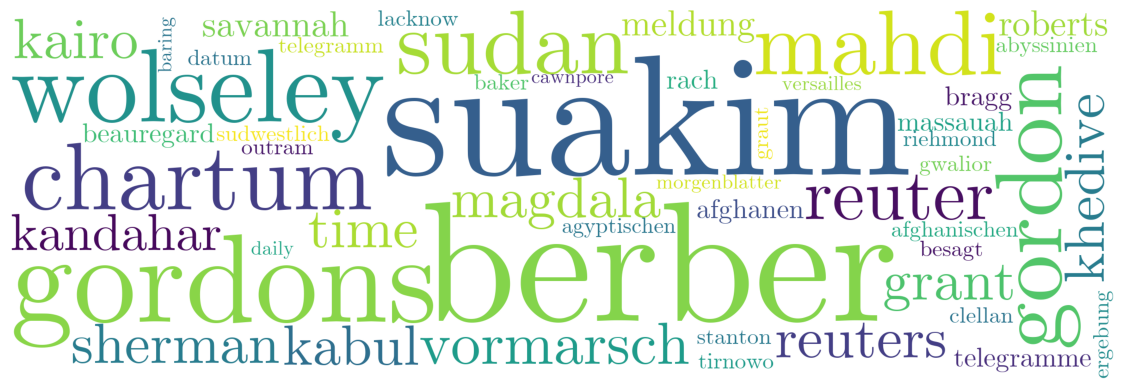 kairo
baring
savannah
lacknow
telegramm
datum
sudan
meldung
mahdi
roberts
abyssinien
wolseley
baker
cawnpore
rach
versailles
bragg
beauregard
sudwestlich
outram
suakim
graut
massauah
riehmond
gordon
khedive
chartum
gwalior
morgenblatter
magdala
afghanen
reuter
kandahar
time
agyptischen
afghanischen
daily
besagt
gordons
berber
grant
clellan
ergebung
sherman
kabul
vormarsch
stanton
tirnowo
reuters
telegramme